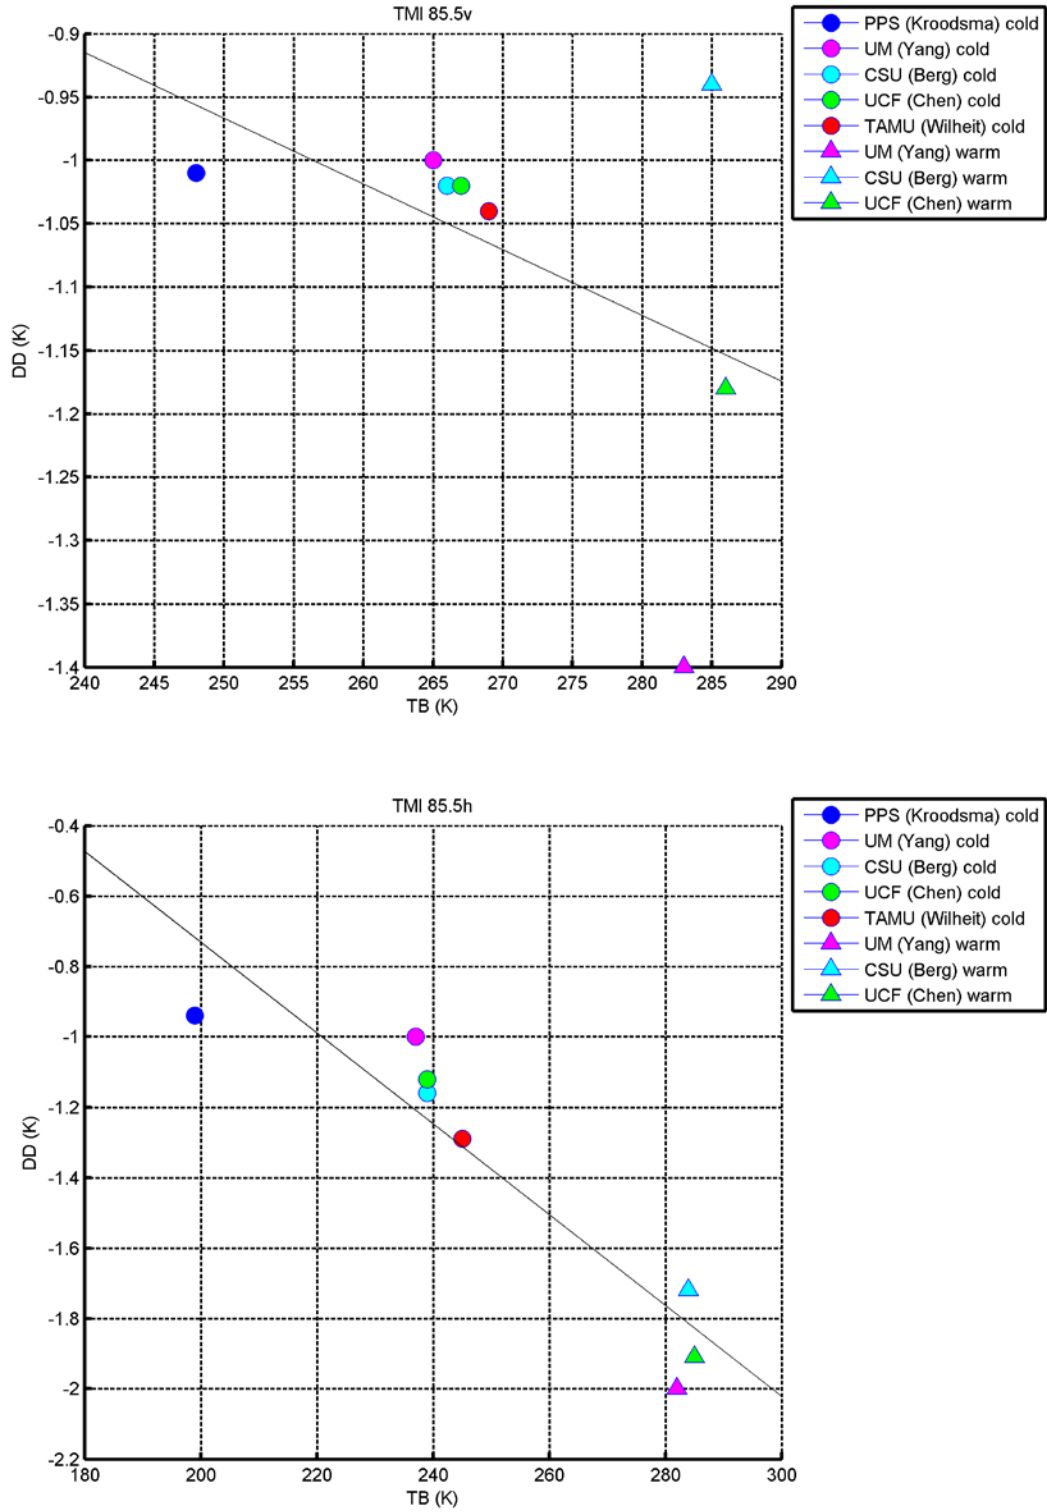 TMI 85.5v
-0.9
-0.95
-1
-1.05
-1.1
-1.15
-1.2
-1.25
-1.3
-1.35
-1.4
DD (K)
240 245 250 255 260 265 270 275 280 285 290
TB (K)
PPS (Kroodsma) cold
UM (Yang) cold
CSU (Berg) cold
UCF (Chen) cold
TAMU (Wilheit) cold
UM (Yang) warm
CSU (Berg) warm
UCF (Chen) warm
TMI 85.5h
-0.4
-0.6
-0.8
-1
-1.2
-1.4
-1.6
-1.8
-2
-2.2
DD (K)
180 200 220 240 260 280 300
TB (K)
PPS (Kroodsma) cold
UM (Yang) cold
CSU (Berg) cold
UCF (Chen) cold
TAMU (Wilheit) cold
UM (Yang) warm
CSU (Berg) warm
UCF (Chen) warm